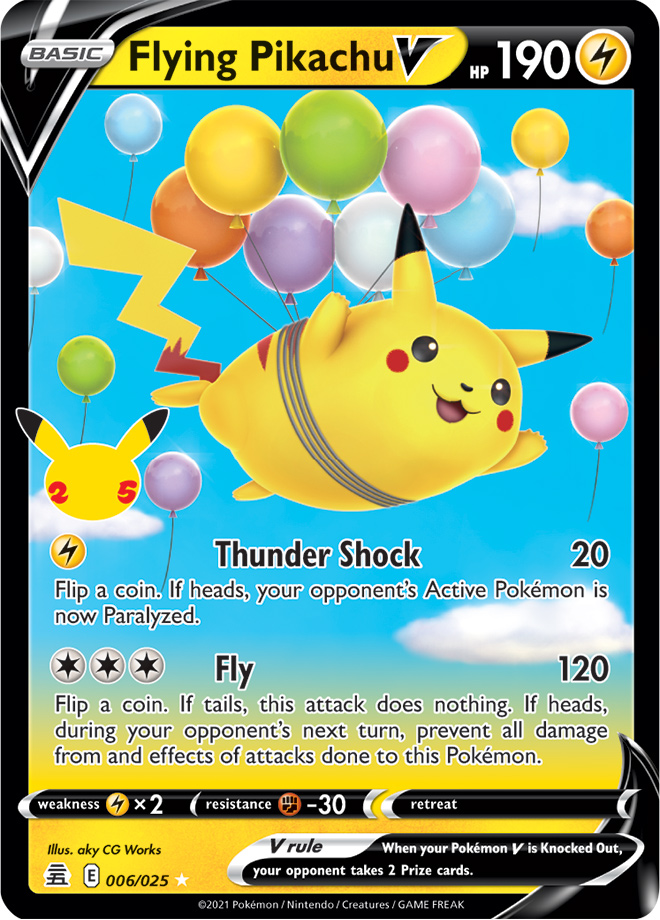 BASIC Flying Pikachu V HP 190
25
Thunder Shock 20
Flip a coin. If heads, your opponent's Active Pokémon is
now Paralyzed.
Fly 120
Flip a coin. If tails, this attack does nothing. If heads,
during your opponent's next turn, prevent all damage
from and effects of attacks done to this Pokémon.
weakness ×2 resistance -30 retreat
Illus. aky CG Works
V rule When your Pokémon V is Knocked Out,
your opponent takes 2 Prize cards.
E 006/025
©2021 Pokémon / Nintendo / Creatures / GAME FREAK